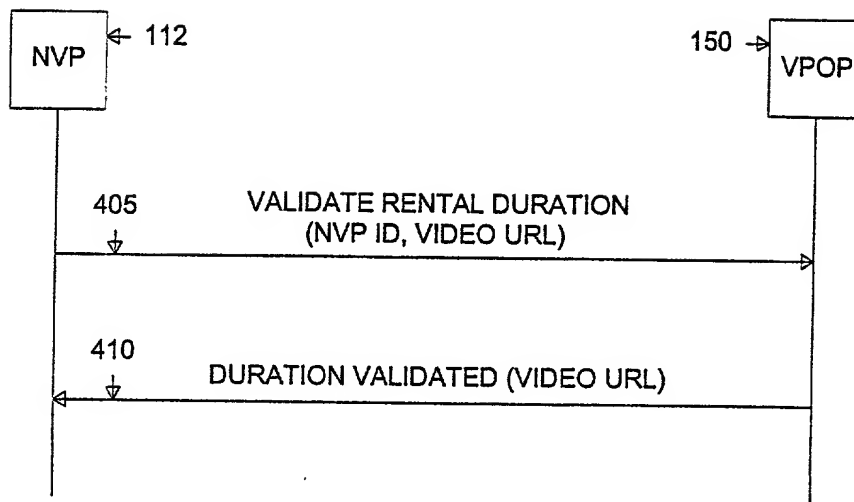 NVP
112
150
VPOP
405
VALIDATE RENTAL DURATION
(NVP ID, VIDEO URL)
410
DURATION VALIDATED (VIDEO URL)